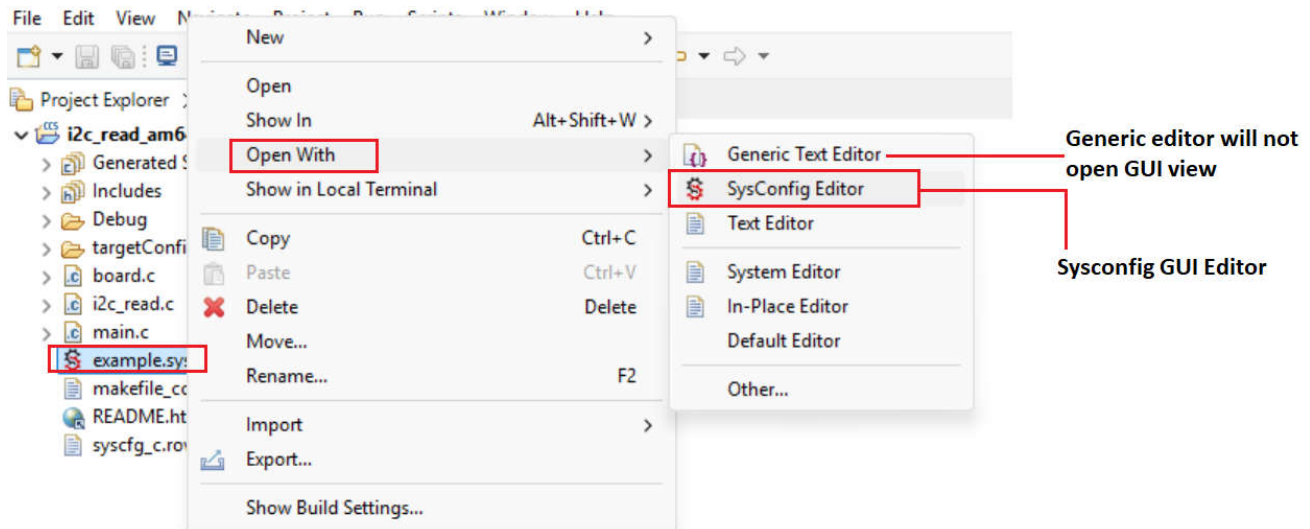 File Edit View
New
Open
Project Explorer
Show In Alt+Shift+W
i2c_read_am6
Open With
Generic Text Editor
Generic editor will not
open GUI view
Generated S
Show in Local Terminal
SysConfig Editor
Includes
Debug
Text Editor
targetConfi
Copy Ctrl+C
Sysconfig GUI Editor
board.c
Paste Ctrl+V
System Editor
i2c_read.c
Delete Delete
In-Place Editor
main.c
Move...
Default Editor
example.sys
Rename... F2
makefile_cc
Other...
README.ht
Import
syscfg_c.rov
Export...
Show Build Settings...